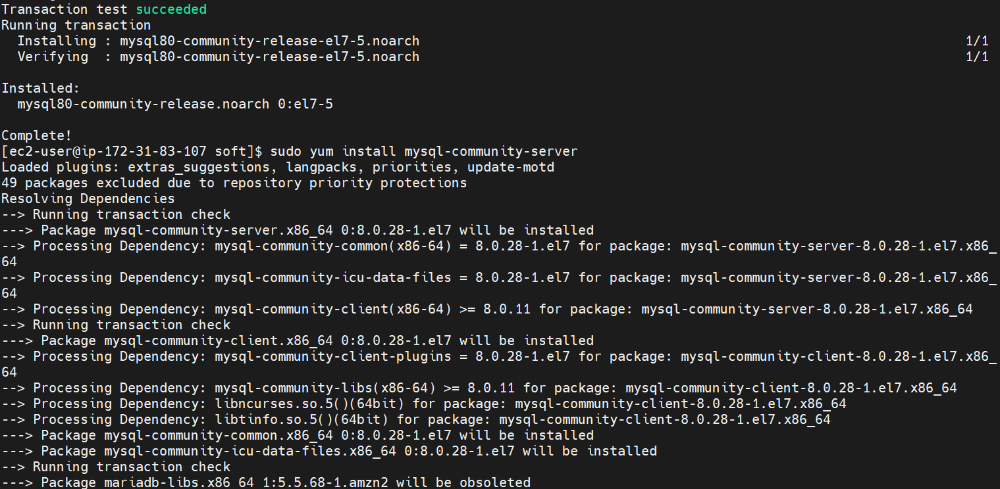 Transaction test succeeded
Running transaction
  Installing : mysql80-community-release-el7-5.noarch 1/1
  Verifying  : mysql80-community-release-el7-5.noarch 1/1
Installed:
  mysql80-community-release.noarch 0:el7-5
Complete!
[ec2-user@ip-172-31-83-107 soft]$ sudo yum install mysql-community-server
Loaded plugins: extras_suggestions, langpacks, priorities, update-motd
49 packages excluded due to repository priority protections
Resolving Dependencies
--> Running transaction check
---> Package mysql-community-server.x86_64 0:8.0.28-1.el7 will be installed
--> Processing Dependency: mysql-community-common(x86-64) = 8.0.28-1.el7 for package: mysql-community-server-8.0.28-1.el7.x86_
64
--> Processing Dependency: mysql-community-icu-data-files = 8.0.28-1.el7 for package: mysql-community-server-8.0.28-1.el7.x86_
64
--> Processing Dependency: mysql-community-client(x86-64) >= 8.0.11 for package: mysql-community-server-8.0.28-1.el7.x86_64
--> Running transaction check
---> Package mysql-community-client.x86_64 0:8.0.28-1.el7 will be installed
--> Processing Dependency: mysql-community-client-plugins = 8.0.28-1.el7 for package: mysql-community-client-8.0.28-1.el7.x86_
64
--> Processing Dependency: mysql-community-libs(x86-64) >= 8.0.11 for package: mysql-community-client-8.0.28-1.el7.x86_64
--> Processing Dependency: libncurses.so.5()(64bit) for package: mysql-community-client-8.0.28-1.el7.x86_64
--> Processing Dependency: libtinfo.so.5()(64bit) for package: mysql-community-client-8.0.28-1.el7.x86_64
---> Package mysql-community-common.x86_64 0:8.0.28-1.el7 will be installed
---> Package mysql-community-icu-data-files.x86_64 0:8.0.28-1.el7 will be installed
--> Running transaction check
---> Package mariadb-libs.x86_64 1:5.5.68-1.amzn2 will be obsoleted